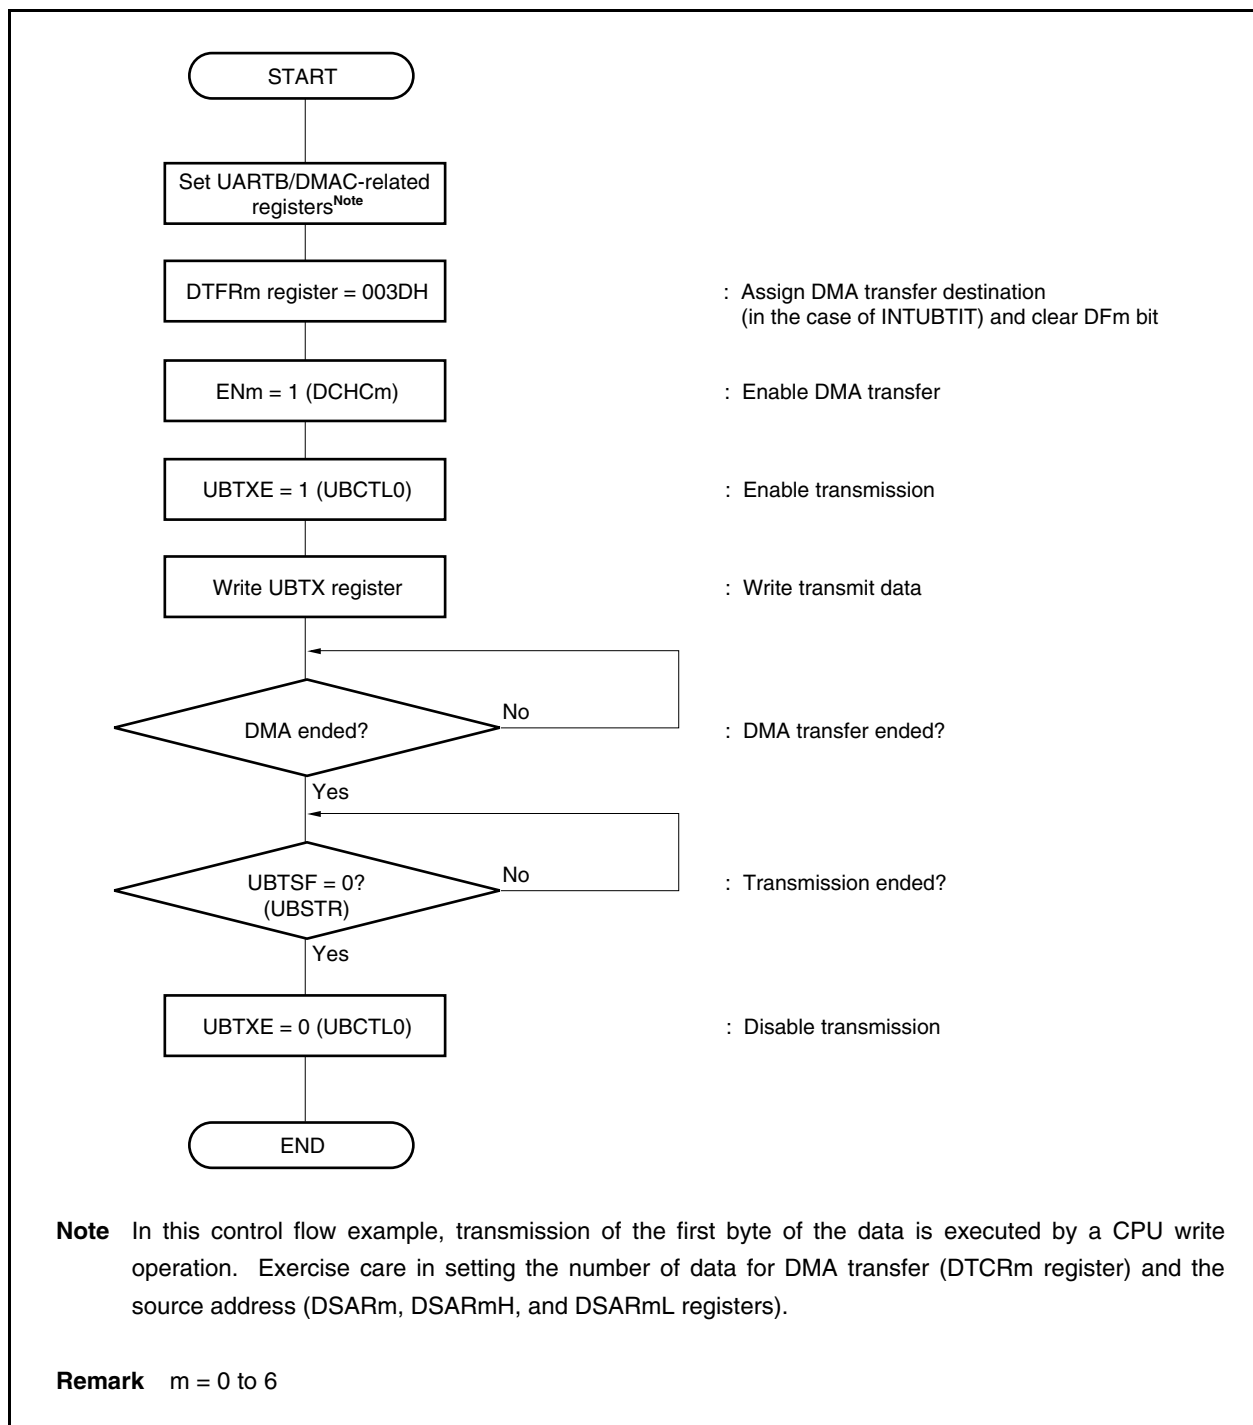 START
Set UARTB/DMAC-related
registersNote
DTFRm register = 003DH
: Assign DMA transfer destination
(in the case of INTUBTIT) and clear DFm bit
ENm = 1 (DCHCm)
: Enable DMA transfer
UBTXE = 1 (UBCTL0)
: Enable transmission
Write UBTX register
: Write transmit data
DMA ended?
No
: DMA transfer ended?
Yes
UBTSF = 0?
(UBSTR)
No
: Transmission ended?
Yes
UBTXE = 0 (UBCTL0)
: Disable transmission
END
Note In this control flow example, transmission of the first byte of the data is executed by a CPU write
operation. Exercise care in setting the number of data for DMA transfer (DTCRm register) and the
source address (DSARm, DSARmH, and DSARmL registers).
Remark m = 0 to 6